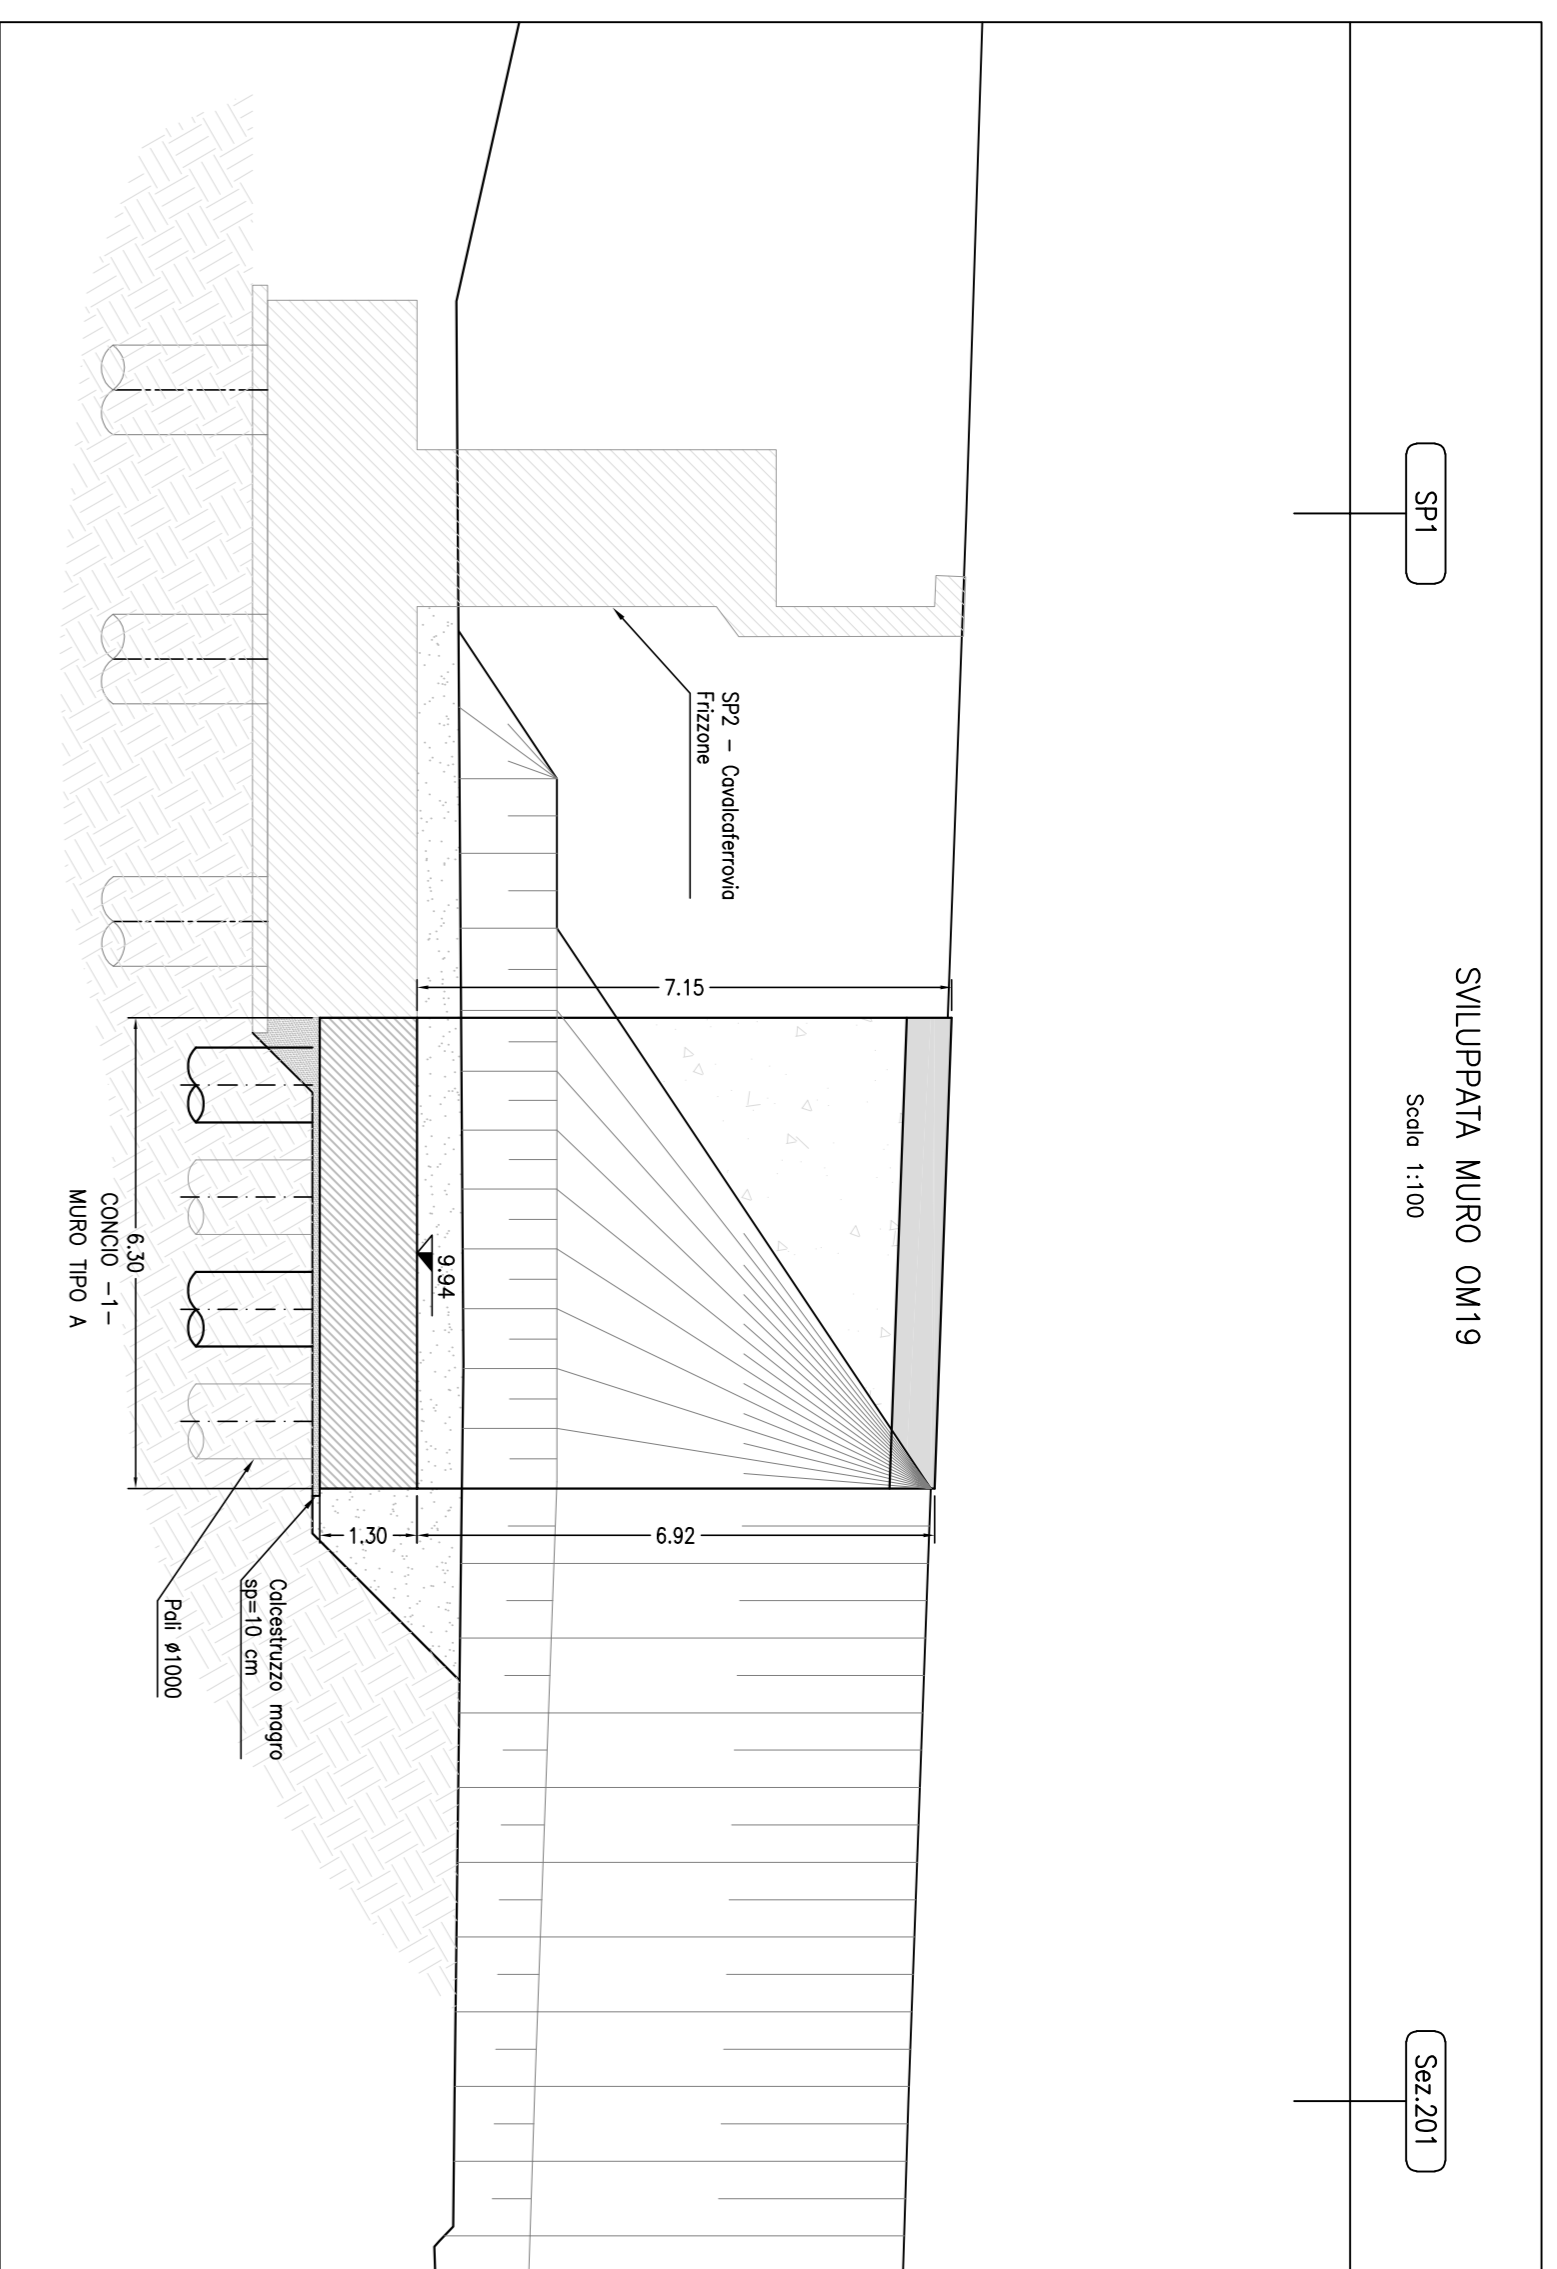 SVILUPPATA MURO OM19
Scala 1:100
SP1
Sez.201
SP2 - Cavalcaferrovia
Frizzone
7.15
9.94
1.30
6.92
6.30
CONCIO -1-
MURO TIPO A
Calcestruzzo magro
sp=10 cm
Pali ø1000